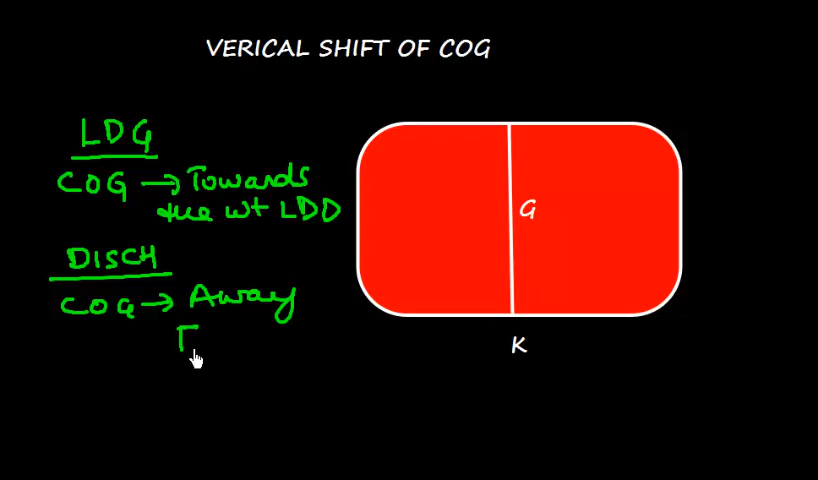 VERICAL SHIFT OF COG
LDG
COG → Towards
the wt LDD
DISCH
COG → Away
F
G
K